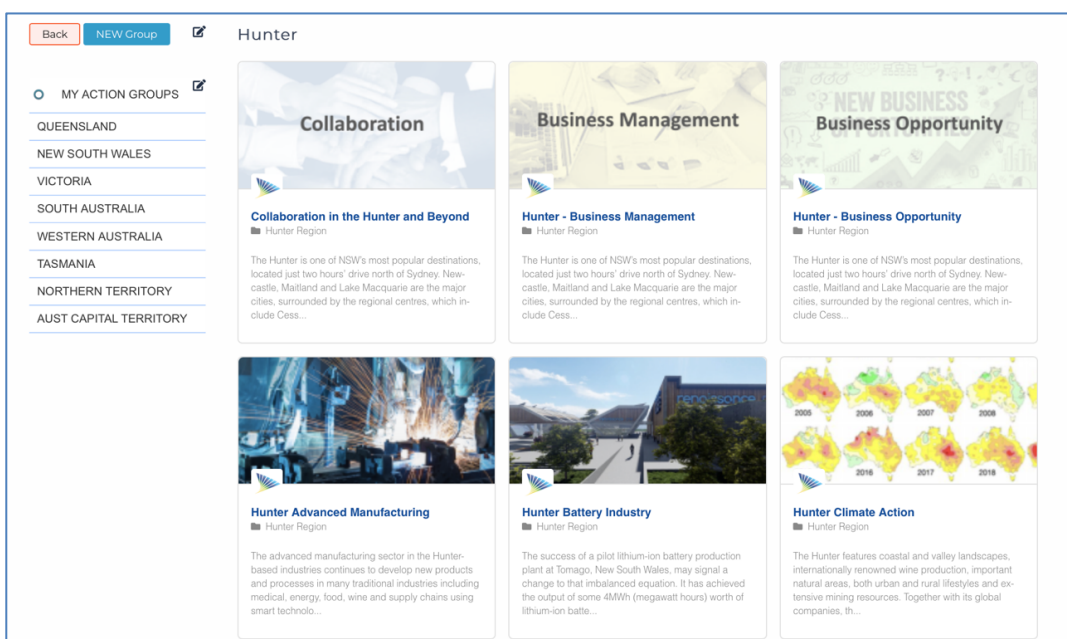 Back
NEW Group
Hunter
MY ACTION GROUPS
QUEENSLAND
NEW SOUTH WALES
VICTORIA
SOUTH AUSTRALIA
WESTERN AUSTRALIA
TASMANIA
NORTHERN TERRITORY
AUST CAPITAL TERRITORY
Collaboration
Collaboration in the Hunter and Beyond
Hunter Region
The Hunter is one of NSW's most popular destinations,
located just two hours' drive north of Sydney. New-
castle, Maitland and Lake Macquarie are the major
cities, surrounded by the regional centres, which in-
clude Cess...
Business Management
Hunter - Business Management
Hunter Region
The Hunter is one of NSW's most popular destinations,
located just two hours' drive north of Sydney. New-
castle, Maitland and Lake Macquarie are the major
cities, surrounded by the regional centres, which in-
clude Cess...
NEW BUSINESS
Business Opportunity
Hunter - Business Opportunity
Hunter Region
The Hunter is one of NSW's most popular destinations,
located just two hours' drive north of Sydney. New-
castle, Maitland and Lake Macquarie are the major
cities, surrounded by the regional centres, which in-
clude Cess...
Hunter Advanced Manufacturing
Hunter Region
The advanced manufacturing sector in the Hunter-
based industries continues to develop new products
and processes in many traditional industries including
medical, energy, food, wine and supply chains using
smart technolo...
renaissance
Hunter Battery Industry
Hunter Region
The success of a pilot lithium-ion battery production
plant at Tomago, New South Wales, may signal a
change to that imbalanced equation. It has achieved
the output of some 4MWh (megawatt hours) worth of
lithium-ion batte...
2005 2006 2007 2008
2016 2017 2018
Hunter Climate Action
Hunter Region
The Hunter features coastal and valley landscapes,
internationally renowned wine production, important
natural areas, both urban and rural lifestyles and ex-
tensive mining resources. Together with its global
companies, th...